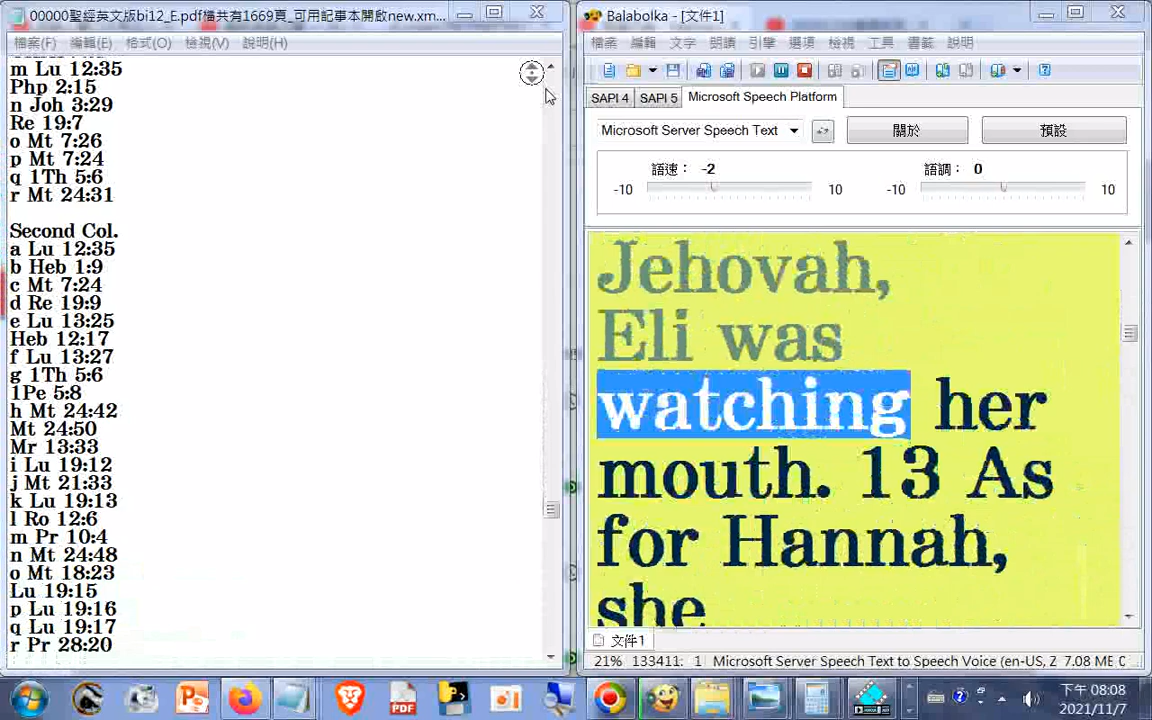 00000聖經英文版bi12_E.pdf檔共有1669頁_可用記事本開啟new.xm...
檔案(F) 編輯(E) 格式(O) 檢視(V) 說明(H)
m Lu 12:35
Php 2:15
n Joh 3:29
Re 19:7
o Mt 7:26
p Mt 7:24
q 1Th 5:6
r Mt 24:31
Second Col.
a Lu 12:35
b Heb 1:9
c Mt 7:24
d Re 19:9
e Lu 13:25
Heb 12:17
f Lu 13:27
g 1Th 5:6
1Pe 5:8
h Mt 24:42
Mt 24:50
Mr 13:33
i Lu 19:12
j Mt 21:33
k Lu 19:13
l Ro 12:6
m Pr 10:4
n Mt 24:48
o Mt 18:23
Lu 19:15
p Lu 19:16
q Lu 19:17
r Pr 28:20
Balabolka - [文件1]
檔案 編輯 文字 朗讀 引擎 選項 檢視 工具 書籤 說明
SAPI 4 SAPI 5 Microsoft Speech Platform
Microsoft Server Speech Text 關於 預設
語速： -2 語調： 0
-10 10 -10 10
Jehovah,
Eli was
watching her
mouth. 13 As
for Hannah,
she
文件1
21% 133411: 1 Microsoft Server Speech Text to Speech Voice (en-US, Z 7.08 ME C
PDF
下午 08:08
2021/11/7